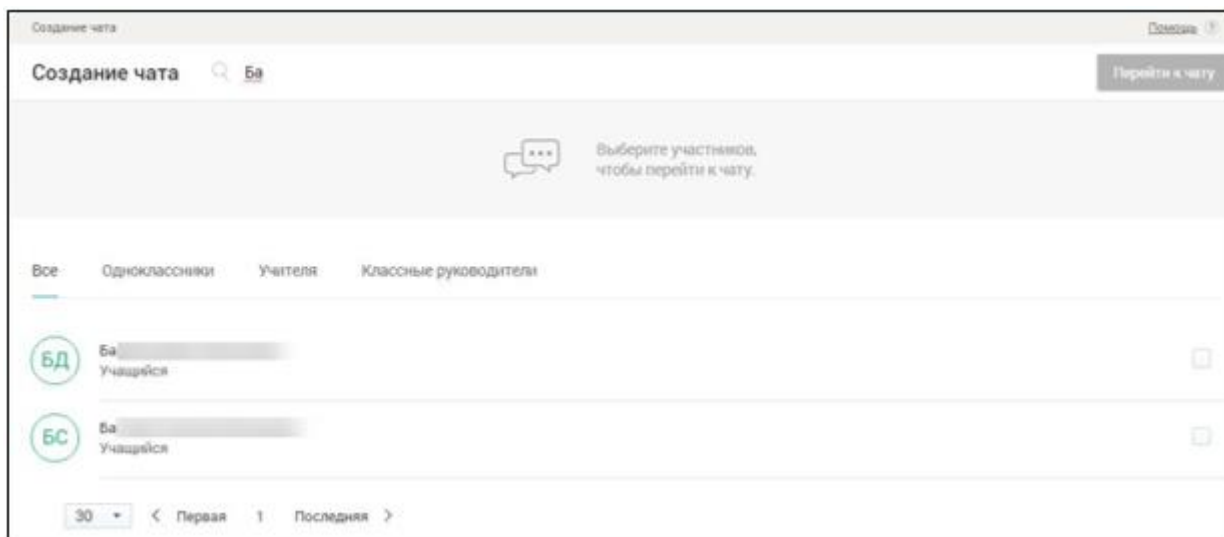 Создание чата Помощь ?
Создание чата Ба Перейти к чату
Выберите участников,
чтобы перейти к чату.
Все Одноклассники Учителя Классные руководители
БД Ба
Учащийся
БС Ба
Учащийся
30 < Первая 1 Последняя >